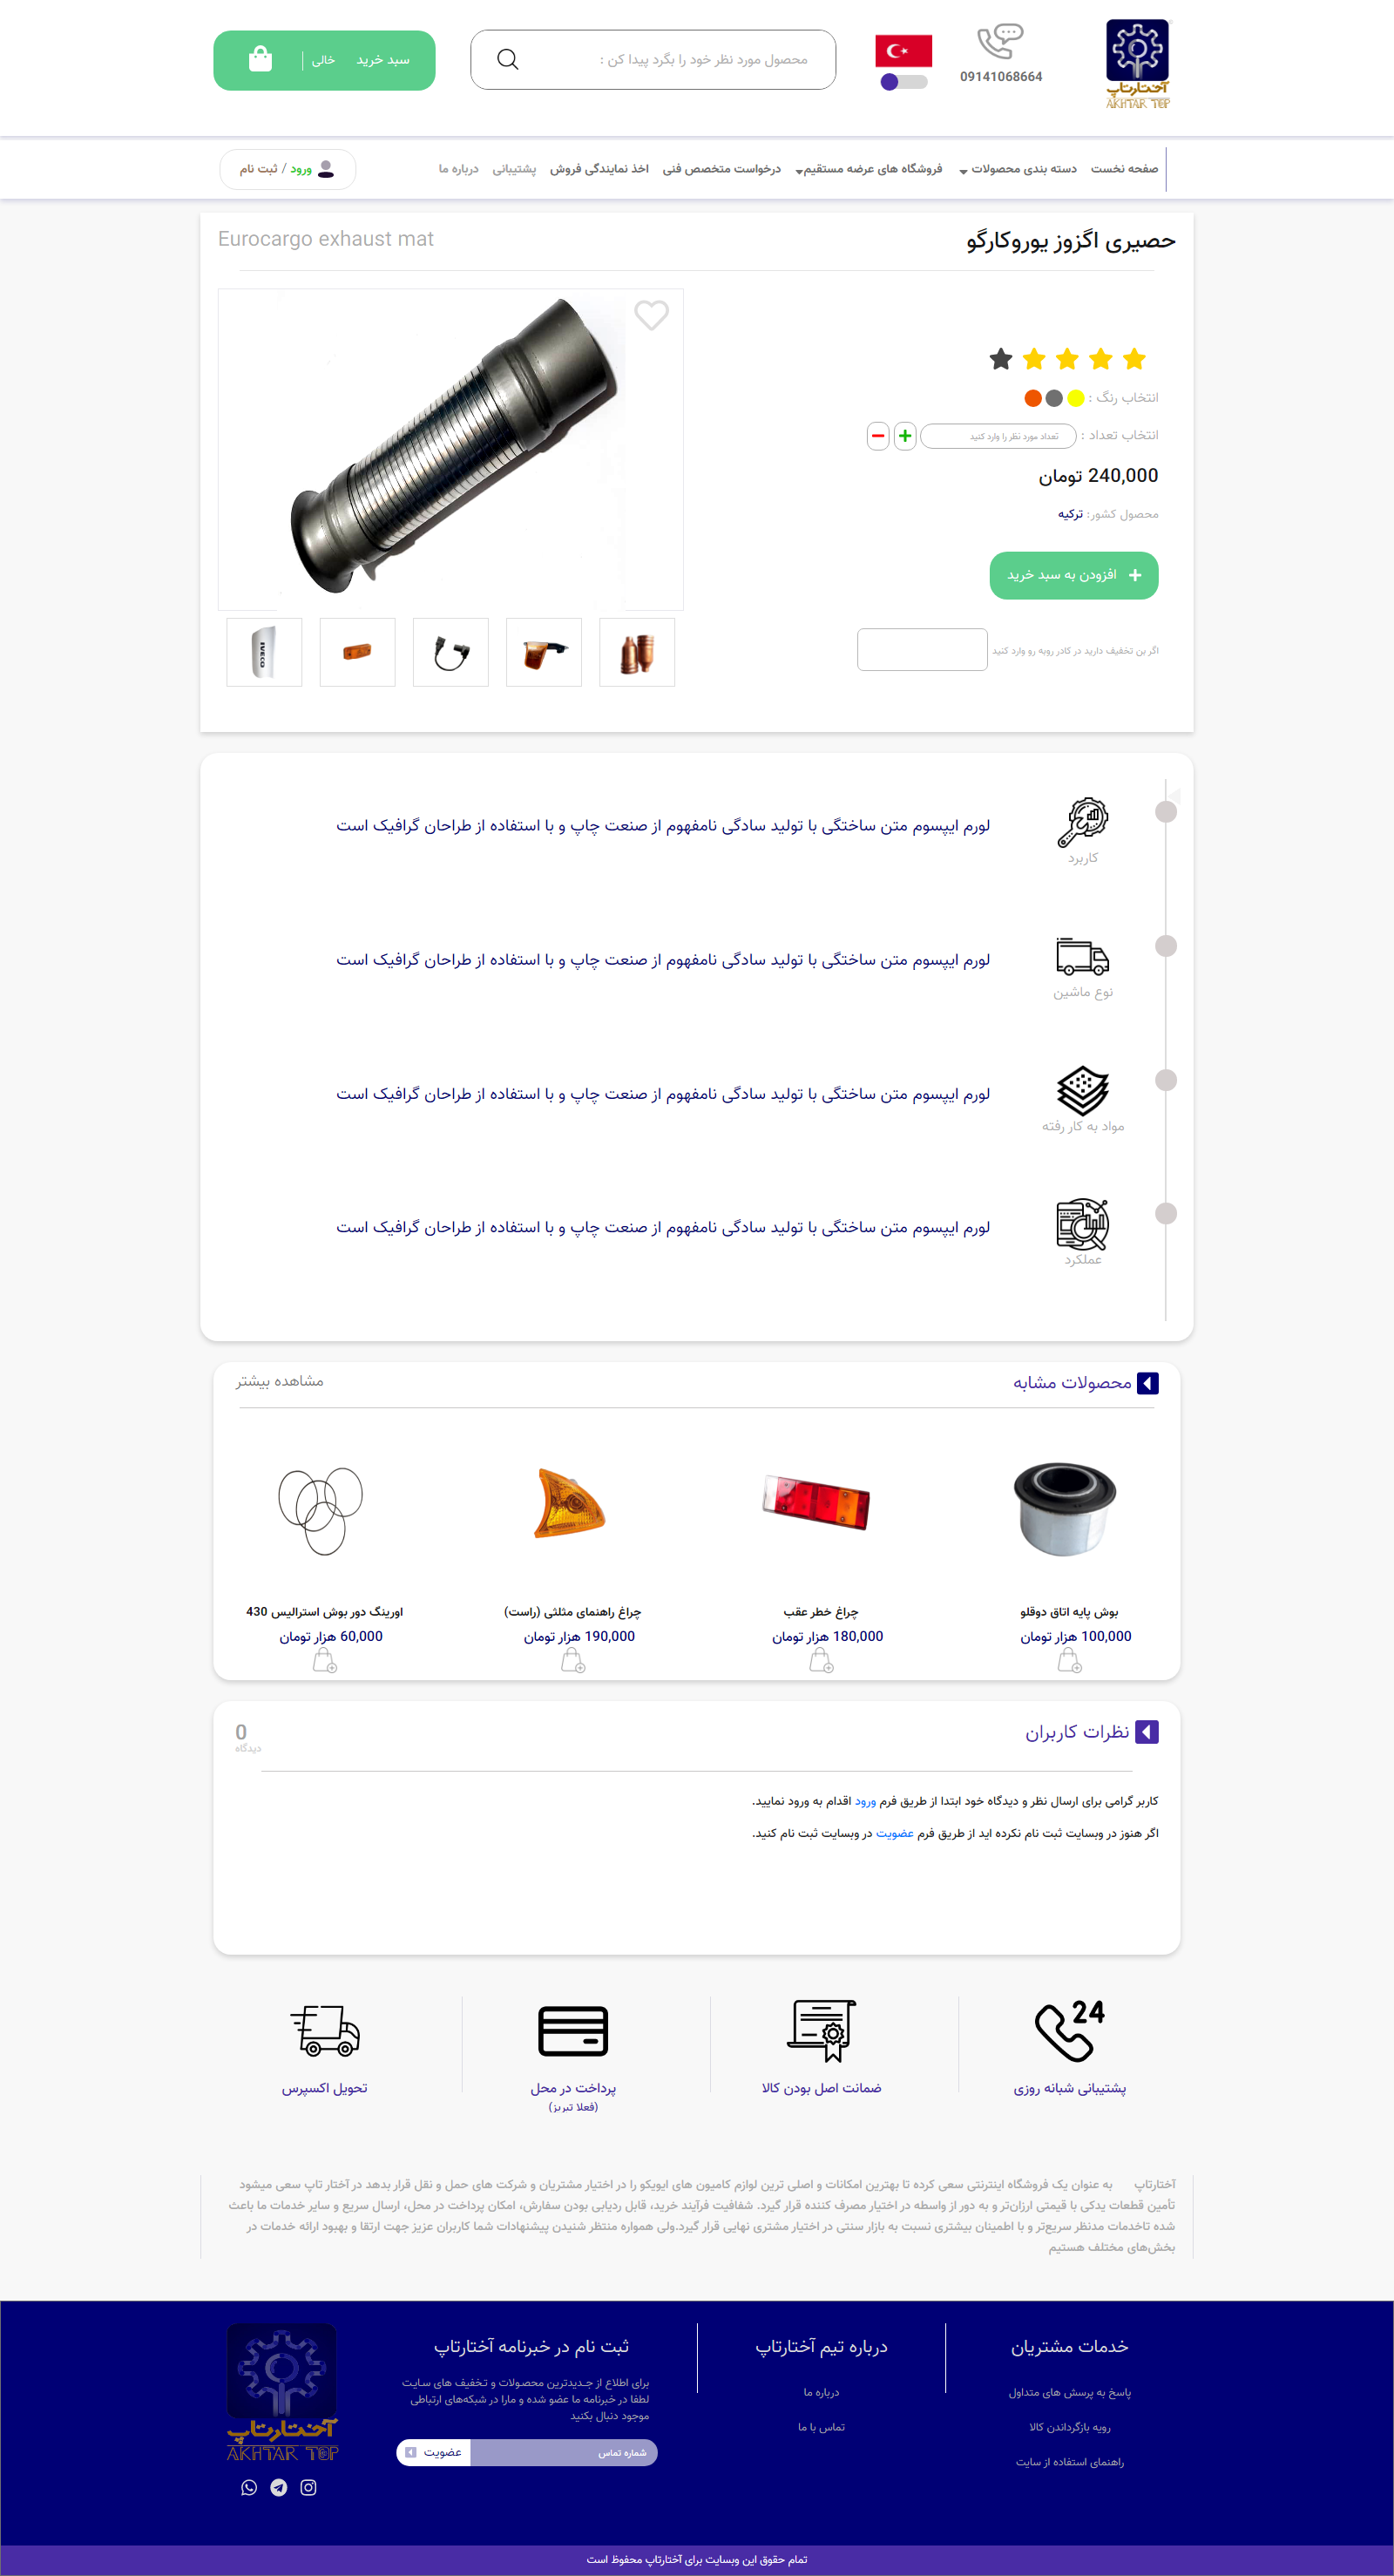 آختارتاپ
AKHTAR T@P
09141068664
محصول مورد نظر خود را بگرد پیدا کن :
سبد خرید
خالی
صفحه نخست
دسته بندی محصولات
فروشگاه های عرضه مستقیم
درخواست متخصص فنی
اخذ نمایندگی فروش
پشتیبانی
درباره ما
ورود / ثبت نام
حصیری اگزوز یوروکارگو
Eurocargo exhaust mat
انتخاب رنگ :
انتخاب تعداد :
تعداد مورد نظر را وارد کنید
240,000 تومان
محصول کشور: ترکیه
افزودن به سبد خرید
اگر بن تخفیف دارید در کادر روبه رو وارد کنید
IVECO
لورم ایپسوم متن ساختگی با تولید سادگی نامفهوم از صنعت چاپ و با استفاده از طراحان گرافیک است
کاربرد
لورم ایپسوم متن ساختگی با تولید سادگی نامفهوم از صنعت چاپ و با استفاده از طراحان گرافیک است
نوع ماشین
لورم ایپسوم متن ساختگی با تولید سادگی نامفهوم از صنعت چاپ و با استفاده از طراحان گرافیک است
مواد به کار رفته
لورم ایپسوم متن ساختگی با تولید سادگی نامفهوم از صنعت چاپ و با استفاده از طراحان گرافیک است
عملکرد
محصولات مشابه
مشاهده بیشتر
بوش پایه اتاق دوقلو
100,000 هزار تومان
چراغ خطر عقب
180,000 هزار تومان
چراغ راهنمای مثلثی (راست)
190,000 هزار تومان
اورینگ دور بوش استرالیس 430
60,000 هزار تومان
نظرات کاربران
0
دیدگاه
کاربر گرامی برای ارسال نظر و دیدگاه خود ابتدا از طریق فرم ورود اقدام به ورود نمایید.
اگر هنوز در وبسایت ثبت نام نکرده اید از طریق فرم عضویت در وبسایت ثبت نام کنید.
24
پشتیبانی شبانه روزی
ضمانت اصل بودن کالا
پرداخت در محل
(فعلا تبریز)
تحویل اکسپرس
آختارتاپ به عنوان یک فروشگاه اینترنتی سعی کرده تا بهترین امکانات و اصلی ترین لوازم کامیون های ایویکو را در اختیار مشتریان و شرکت های حمل و نقل قرار بدهد در آختار تاپ سعی میشود
تأمین قطعات یدکی با قیمتی ارزان‌تر و به دور از واسطه در اختیار مصرف کننده قرار گیرد. شفافیت فرآیند خرید، قابل ردیابی بودن سفارش، امکان پرداخت در محل، ارسال سریع و سایر خدمات ما باعث
شده تاخدمات مدنظر سریع‌تر و با اطمینان بیشتری نسبت به بازار سنتی در اختیار مشتری نهایی قرار گیرد.ولی همواره منتظر شنیدن پیشنهادات شما کاربران عزیز جهت ارتقا و بهبود ارائه خدمات در
بخش‌های مختلف هستیم
خدمات مشتریان
پاسخ به پرسش های متداول
رویه بازگرداندن کالا
راهنمای استفاده از سایت
درباره تیم آختارتاپ
درباره ما
تماس با ما
ثبت نام در خبرنامه آختارتاپ
برای اطلاع از جـدیدترین محصـولات و تـخفیف های سـایـت
لطفا در خبرنامه ما عضو شده و مارا در شبکه‌های ارتباطی
موجود دنبال بکنید
شماره تماس
عضویت
آختارتاپ
AKHTAR T@P
تمام حقوق این وبسایت برای آختارتاپ محفوظ است